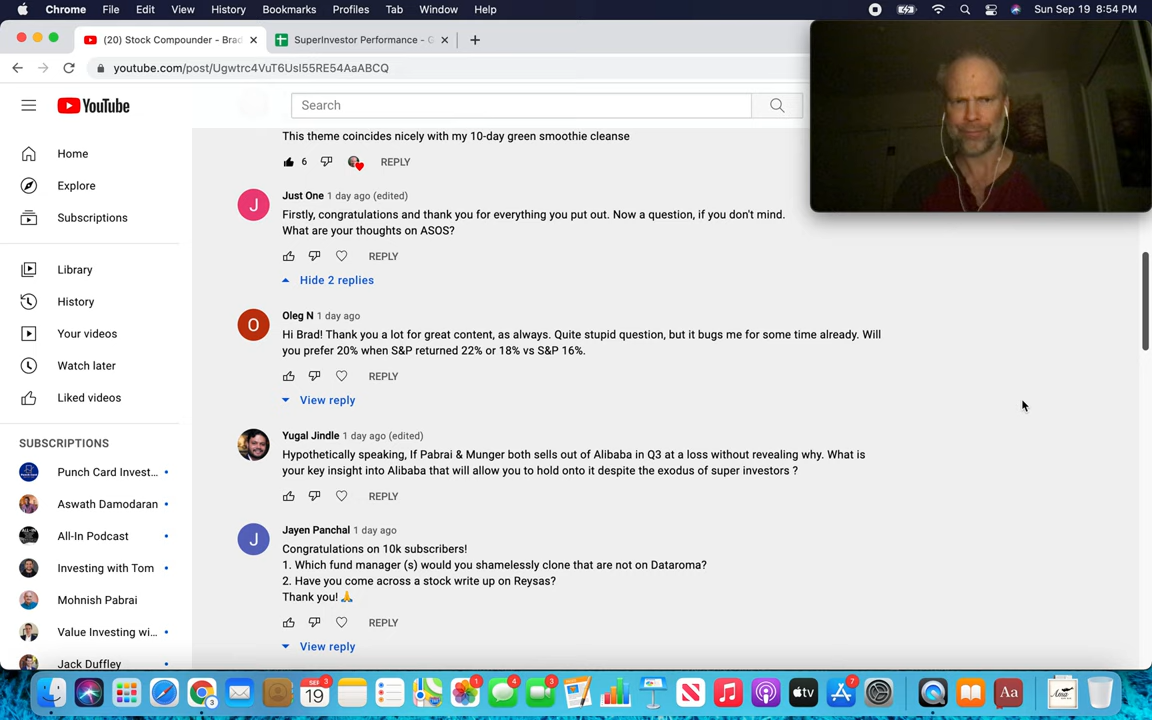 Chrome File Edit View History Bookmarks Profiles Tab Window Help Sun Sep 19 8:54 PM
(20) Stock Compounder - Brad
SuperInvestor Performance - G
youtube.com/post/Ugwtrc4VuT6UsI55RE54AaABCQ
YouTube
Search
Home
Explore
Subscriptions
Library
History
Your videos
Watch later
Liked videos
SUBSCRIPTIONS
Punch Card Invest...
Aswath Damodaran
All-In Podcast
Investing with Tom
Mohnish Pabrai
Value Investing wi...
Jack Duffley
This theme coincides nicely with my 10-day green smoothie cleanse
6 REPLY
J
Just One 1 day ago (edited)
Firstly, congratulations and thank you for everything you put out. Now a question, if you don't mind.
What are your thoughts on ASOS?
REPLY
Hide 2 replies
O
Oleg N 1 day ago
Hi Brad! Thank you a lot for great content, as always. Quite stupid question, but it bugs me for some time already. Will
you prefer 20% when S&P returned 22% or 18% vs S&P 16%.
REPLY
View reply
Yugal Jindle 1 day ago (edited)
Hypothetically speaking, If Pabrai & Munger both sells out of Alibaba in Q3 at a loss without revealing why. What is
your key insight into Alibaba that will allow you to hold onto it despite the exodus of super investors ?
REPLY
J
Jayen Panchal 1 day ago
Congratulations on 10k subscribers!
1. Which fund manager (s) would you shamelessly clone that are not on Dataroma?
2. Have you come across a stock write up on Reysas?
Thank you! 🙏
REPLY
View reply
SEP 3
19
3
1
4
3
tv
7
Aa